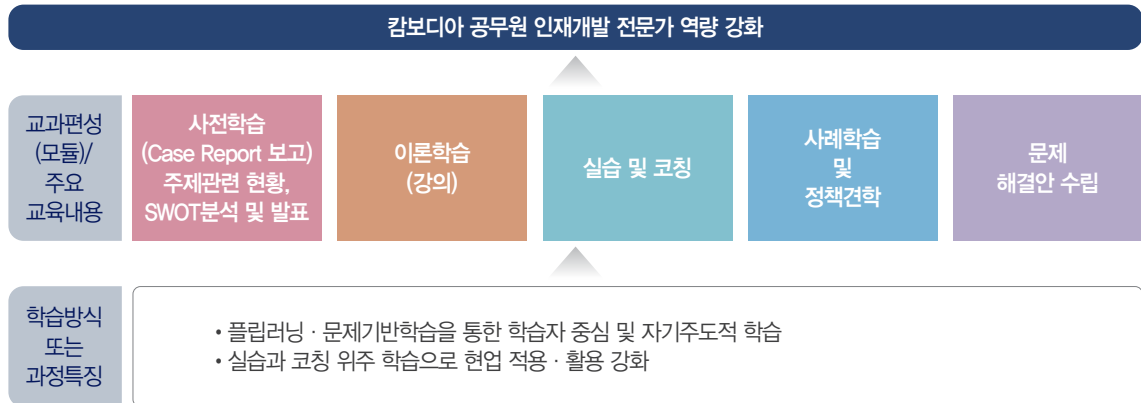 캄보디아 공무원 인재개발 전문가 역량 강화
교과편성
(모듈)/
주요
교육내용
사전학습
(Case Report 보고)
주제관련 현황,
SWOT분석 및 발표
이론학습
(강의)
실습 및 코칭
사례학습
및
정책견학
문제
해결안 수립
학습방식
또는
과정특징
• 플립러닝 · 문제기반학습을 통한 학습자 중심 및 자기주도적 학습
• 실습과 코칭 위주 학습으로 현업 적용 · 활용 강화